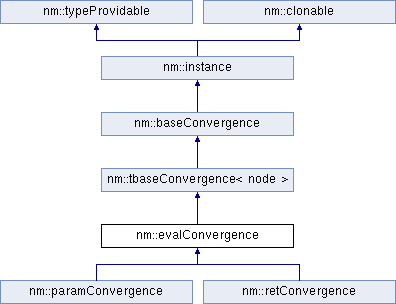 nm::typeProvidable
nm::clonable
nm::instance
nm::baseConvergence
nm::tbaseConvergence< node >
nm::evalConvergence
nm::paramConvergence
nm::retConvergence